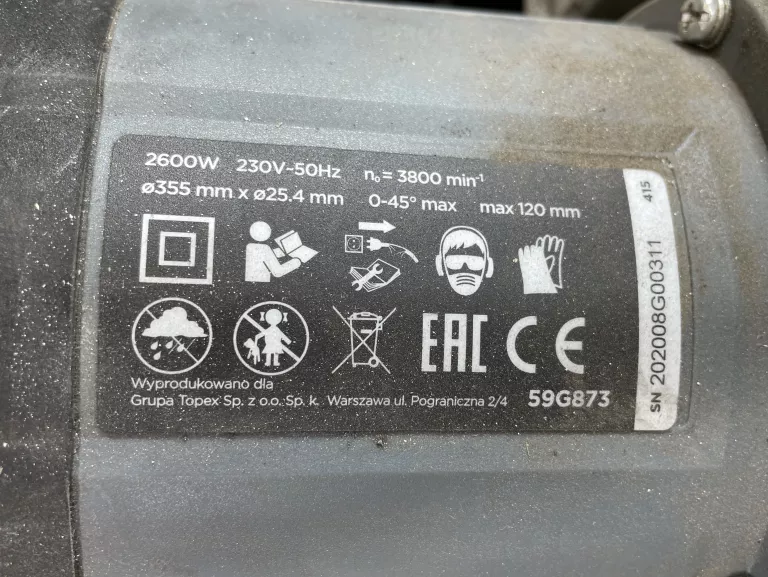 2600W 230V~50Hz n₀ = 3800 min⁻¹
ø355 mm x ø25.4 mm 0-45° max max 120 mm
EAC CE
Wyprodukowano dla
Grupa Topex Sp. z o.o. Sp. k. Warszawa ul. Pograniczna 2/4 59G873
SN 202008G00311
415